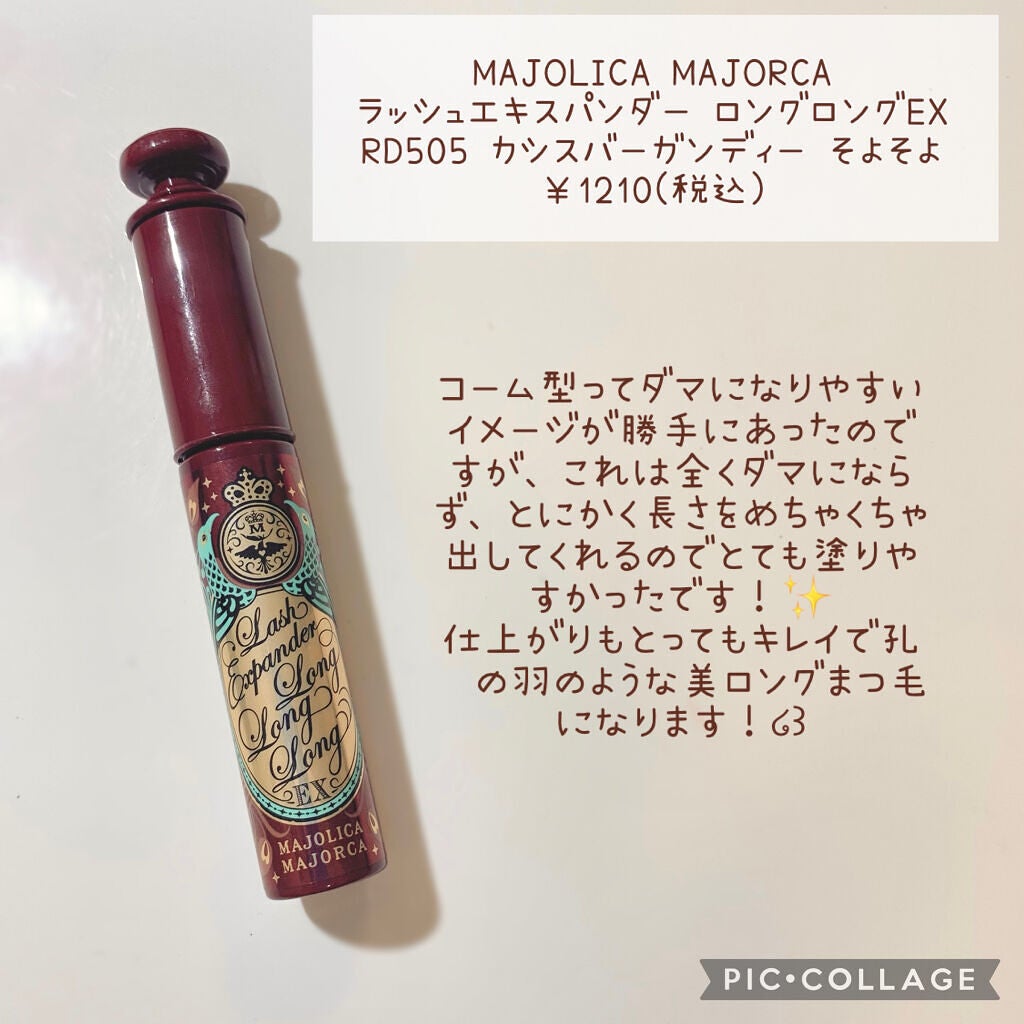 MAJOLICA MAJORCA
ラッシュエキスパンダー ロングロングEX
RD505 カシスバーガンディー そよそよ
￥1210(税込)
コーム型ってダマになりやすい
イメージが勝手にあったので
すが、これは全くダマになら
ず、とにかく長さをめちゃくちゃ
出してくれるのでとても塗りや
すかったです！✨
仕上がりもとってもキレイで孔
の羽のような美ロングまつ毛
になります！໒꒱
M
Lash
Expander
Long
Long
Long
EX
MAJOLICA
MAJORCA
PIC•COLLAGE